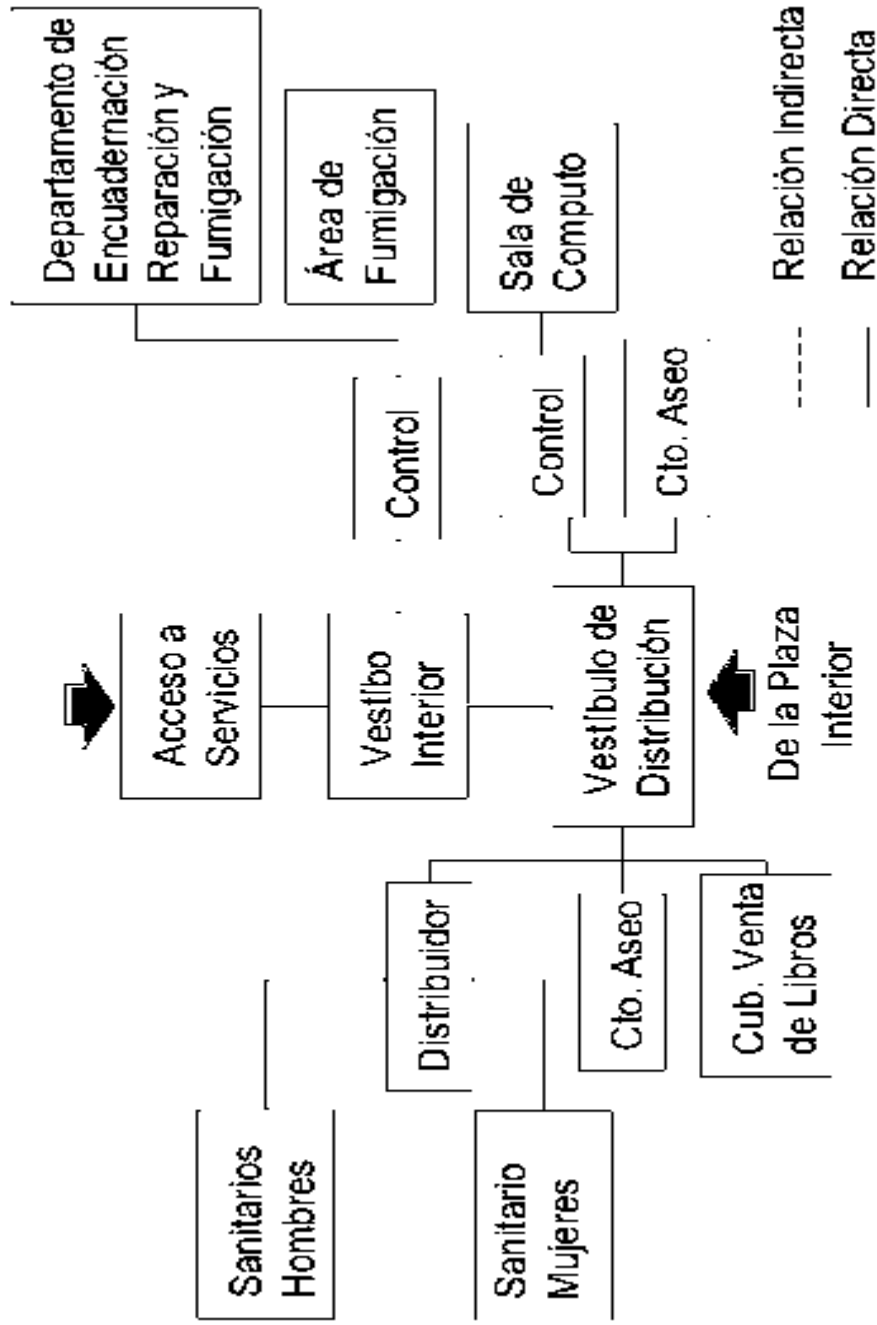 Acceso a
Servicios
Departamento de
Encuadernación
Reparación y
Fumigación
Sanitarios
Hombres
Área de
Fumigación
Vestíbo
Interior
Control
Distribuidor
Sala de
Computo
Sanitario
Mujeres
Control
Vestíbulo de
Distribución
Cto. Aseo
Cto. Aseo
Cub. Venta
de Libros
De la Plaza
Interior
Relación Indirecta
Relación Directa